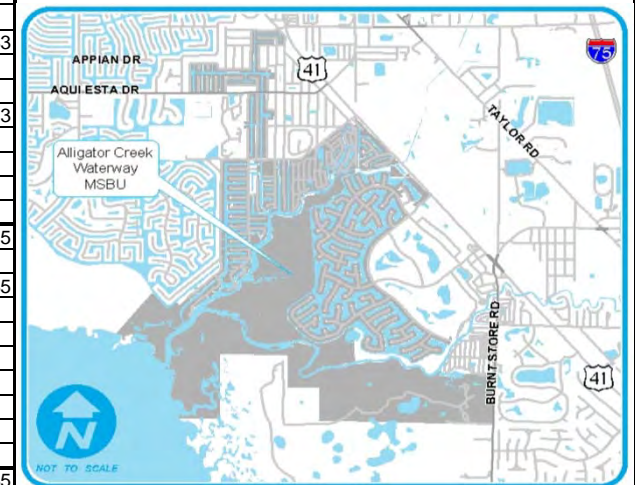 3
3
5
5
5
APPIAN DR
AQUI ESTA DR
41
75
TAYLOR RD
Alligator Creek
Waterway
MSBU
BURNT STORE RD
41
N
NOT TO SCALE